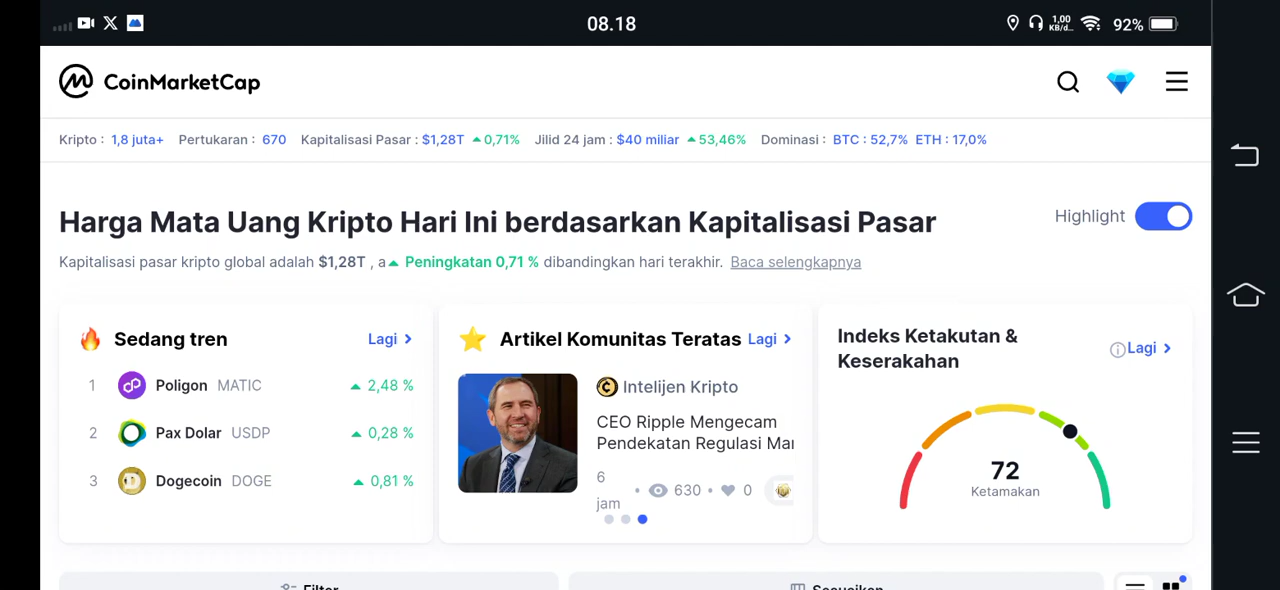 08.18
1,00
KB/d...
92%
CoinMarketCap
Kripto : 1,8 juta+ Pertukaran : 670 Kapitalisasi Pasar : $1,28T 0,71% Jilid 24 jam : $40 miliar 53,46% Dominasi : BTC : 52,7% ETH : 17,0%
Harga Mata Uang Kripto Hari Ini berdasarkan Kapitalisasi Pasar
Highlight
Kapitalisasi pasar kripto global adalah $1,28T , a Peningkatan 0,71 % dibandingkan hari terakhir. Baca selengkapnya
Sedang tren
Lagi
1 Poligon MATIC 2,48 %
2 Pax Dolar USDP 0,28 %
3 Dogecoin DOGE 0,81 %
Artikel Komunitas Teratas Lagi
Intelijen Kripto
CEO Ripple Mengecam
Pendekatan Regulasi Mar
6
jam • 630 • 0
Indeks Ketakutan &
Keserakahan
Lagi
72
Ketamakan
Filter
Sesuaikan